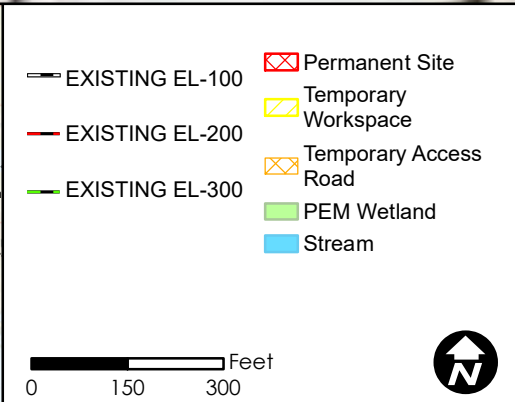 EXISTING EL-100
EXISTING EL-200
EXISTING EL-300
Permanent Site
Temporary
Workspace
Temporary Access
Road
PEM Wetland
Stream
Feet
0 150 300
N